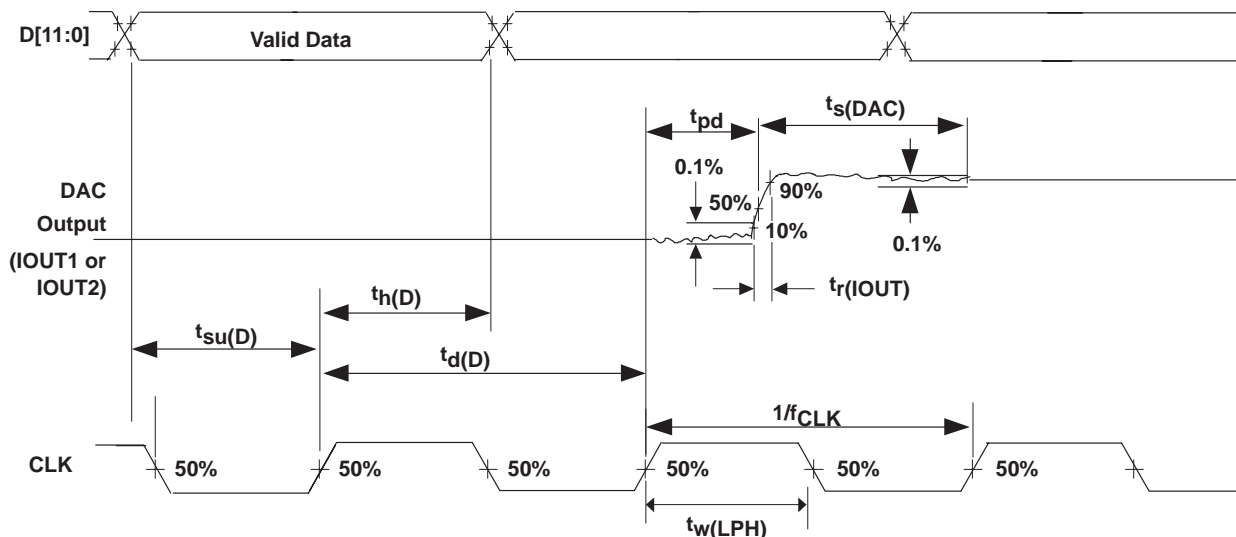 D[11:0]
Valid Data
tpd
ts(DAC)
0.1%
DAC
Output
(IOUT1 or
IOUT2)
50%
90%
10%
0.1%
tr(IOUT)
th(D)
tsu(D)
td(D)
1/fCLK
CLK
50%
50%
50%
50%
50%
50%
tw(LPH)